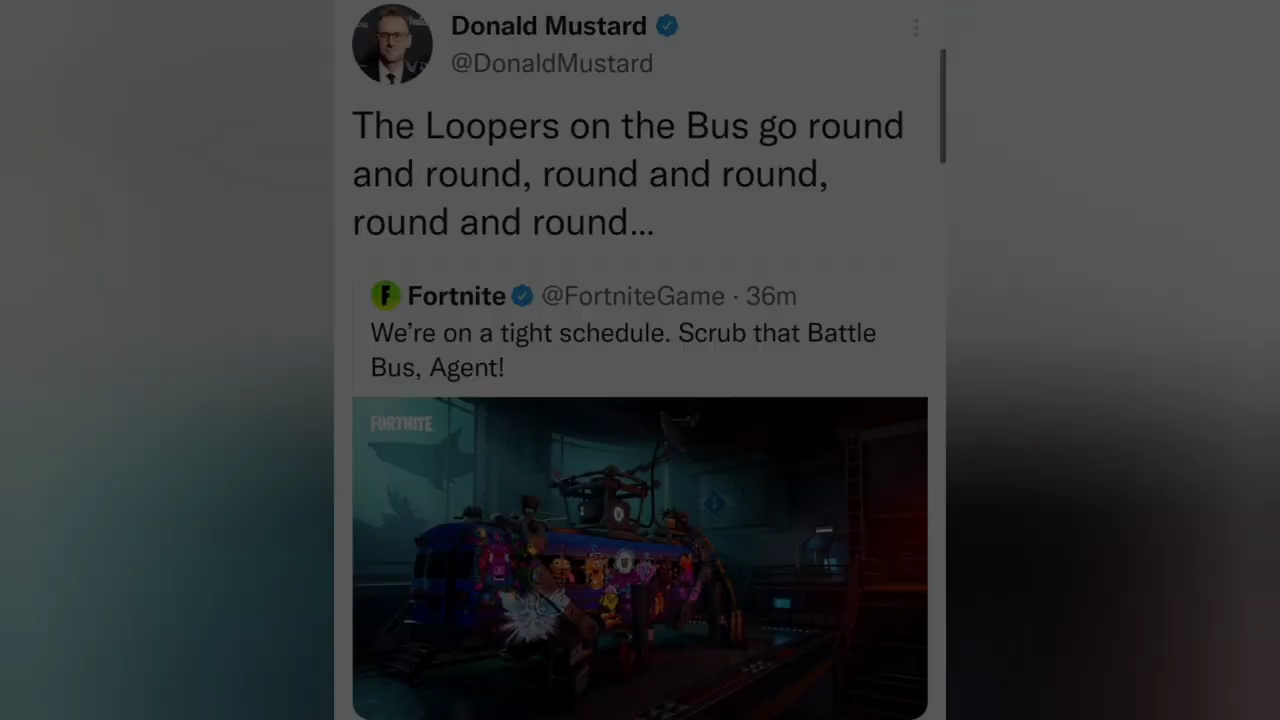 Donald Mustard
@DonaldMustard
The Loopers on the Bus go round
and round, round and round,
round and round...
Fortnite @FortniteGame · 36m
We’re on a tight schedule. Scrub that Battle
Bus, Agent!
FORTNITE